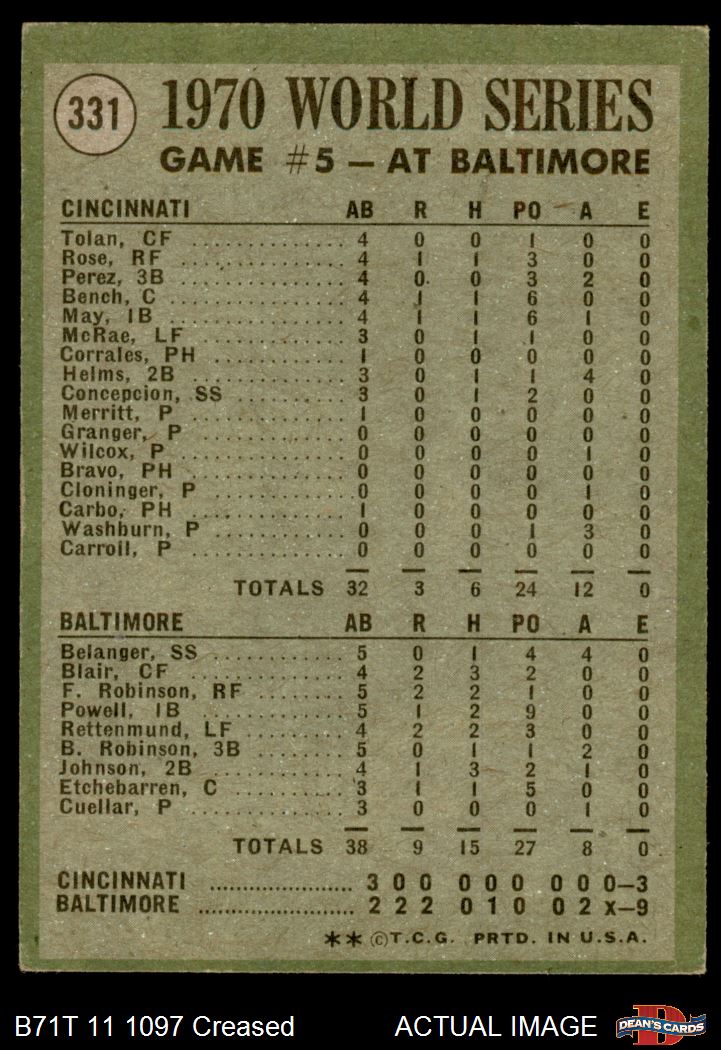 331 1970 WORLD SERIES
GAME #5 — AT BALTIMORE
CINCINNATI AB R H PO A E
Tolan, CF .............. 4 0 0 1 0 0
Rose, RF ............... 4 1 1 3 0 0
Perez, 3B .............. 4 0 0 3 2 0
Bench, C ............... 4 1 1 6 0 0
May, 1B ................ 4 1 1 6 1 0
McRae, LF .............. 3 0 1 1 0 0
Corrales, PH ........... 1 0 0 0 0 0
Helms, 2B .............. 3 0 1 1 4 0
Concepcion, SS ......... 3 0 1 2 0 0
Merritt, P ............. 1 0 0 0 0 0
Granger, P ............. 0 0 0 0 0 0
Wilcox, P .............. 0 0 0 0 1 0
Bravo, PH .............. 0 0 0 0 0 0
Cloninger, P ........... 0 0 0 0 1 0
Carbo, PH .............. 1 0 0 0 0 0
Washburn, P ............ 0 0 0 1 3 0
Carroll, P ............. 0 0 0 0 0 0
TOTALS 32 3 6 24 12 0
BALTIMORE AB R H PO A E
Belanger, SS ........... 5 0 1 4 4 0
Blair, CF .............. 4 2 3 2 0 0
F. Robinson, RF ........ 5 2 2 1 0 0
Powell, 1B ............. 5 1 2 9 0 0
Rettenmund, LF ......... 4 2 2 3 0 0
B. Robinson, 3B ........ 5 0 1 1 2 0
Johnson, 2B ............ 4 1 3 2 1 0
Etchebarren, C ......... 3 1 1 5 0 0
Cuellar, P ............. 3 0 0 0 1 0
TOTALS 38 9 15 27 8 0
CINCINNATI ...................... 3 0 0 0 0 0 0 0 0—3
BALTIMORE ....................... 2 2 2 0 1 0 0 2 x—9
✶✶ ©T.C.G. PRTD. IN U.S.A.
B71T 11 1097 Creased ACTUAL IMAGE DEAN'S CARDS